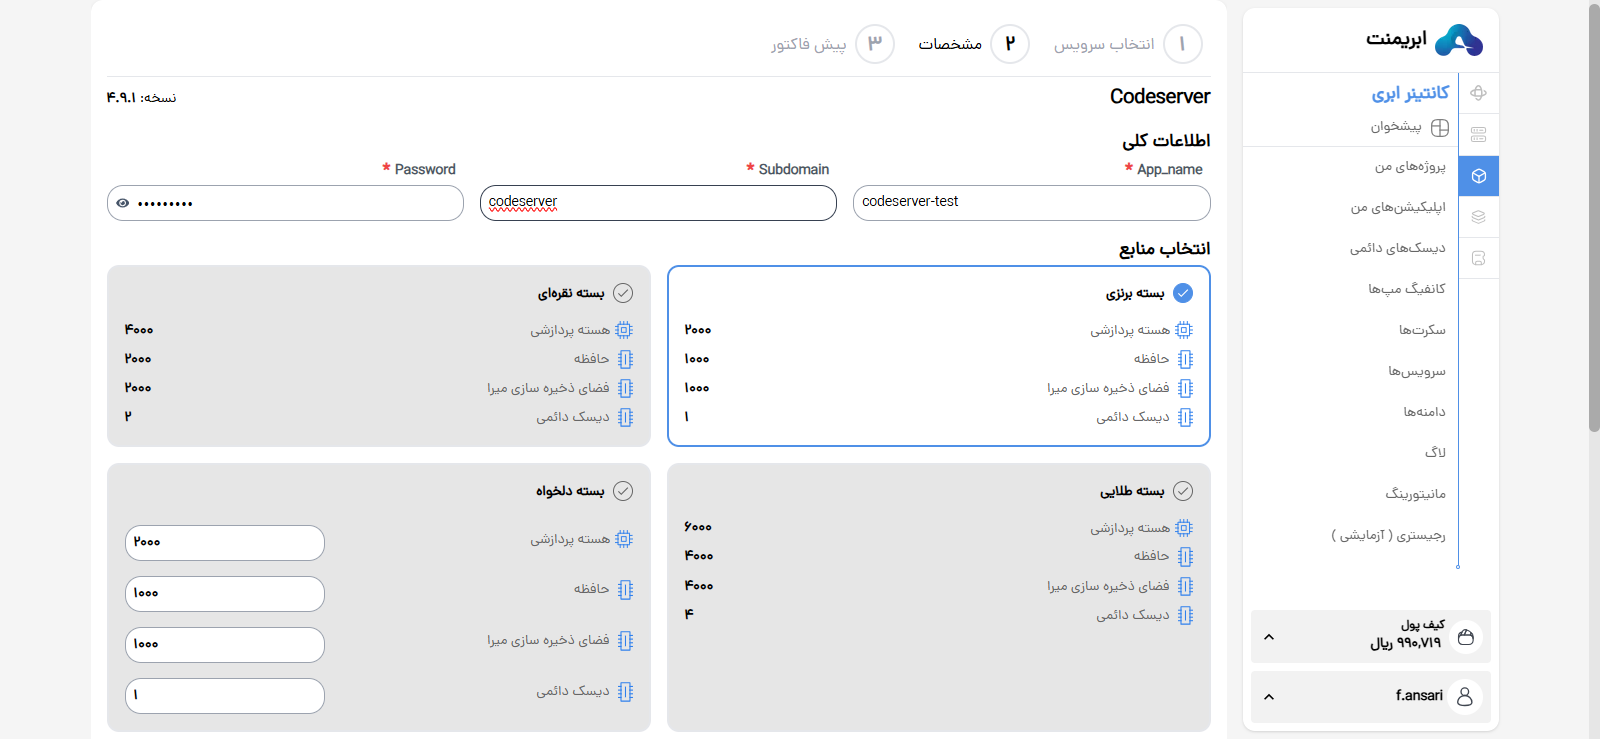 ابریمنت
کانتینر ابری
پیشخوان
پروژه‌های من
اپلیکیشن‌های من
دیسک‌های دائمی
کانفیگ مپ‌ها
سکرت‌ها
سرویس‌ها
دامنه‌ها
لاگ
مانیتورینگ
رجیستری ( آزمایشی )
کیف پول
۹۹۰,۷۱۹ ریال
f.ansari
۱ انتخاب سرویس ۲ مشخصات ۳ پیش فاکتور
Codeserver
نسخه: ۴.۹.۱
اطلاعات کلی
App_name *
codeserver-test
Subdomain *
codeserver
Password *
•••••••••
انتخاب منابع
بسته برنزی
هسته پردازشی ۲۰۰۰
حافظه ۱۰۰۰
فضای ذخیره سازی میرا ۱۰۰۰
دیسک دائمی ۱
بسته نقره‌ای
هسته پردازشی ۴۰۰۰
حافظه ۲۰۰۰
فضای ذخیره سازی میرا ۲۰۰۰
دیسک دائمی ۲
بسته طلایی
هسته پردازشی ۶۰۰۰
حافظه ۴۰۰۰
فضای ذخیره سازی میرا ۴۰۰۰
دیسک دائمی ۴
بسته دلخواه
هسته پردازشی ۲۰۰۰
حافظه ۱۰۰۰
فضای ذخیره سازی میرا ۱۰۰۰
دیسک دائمی ۱